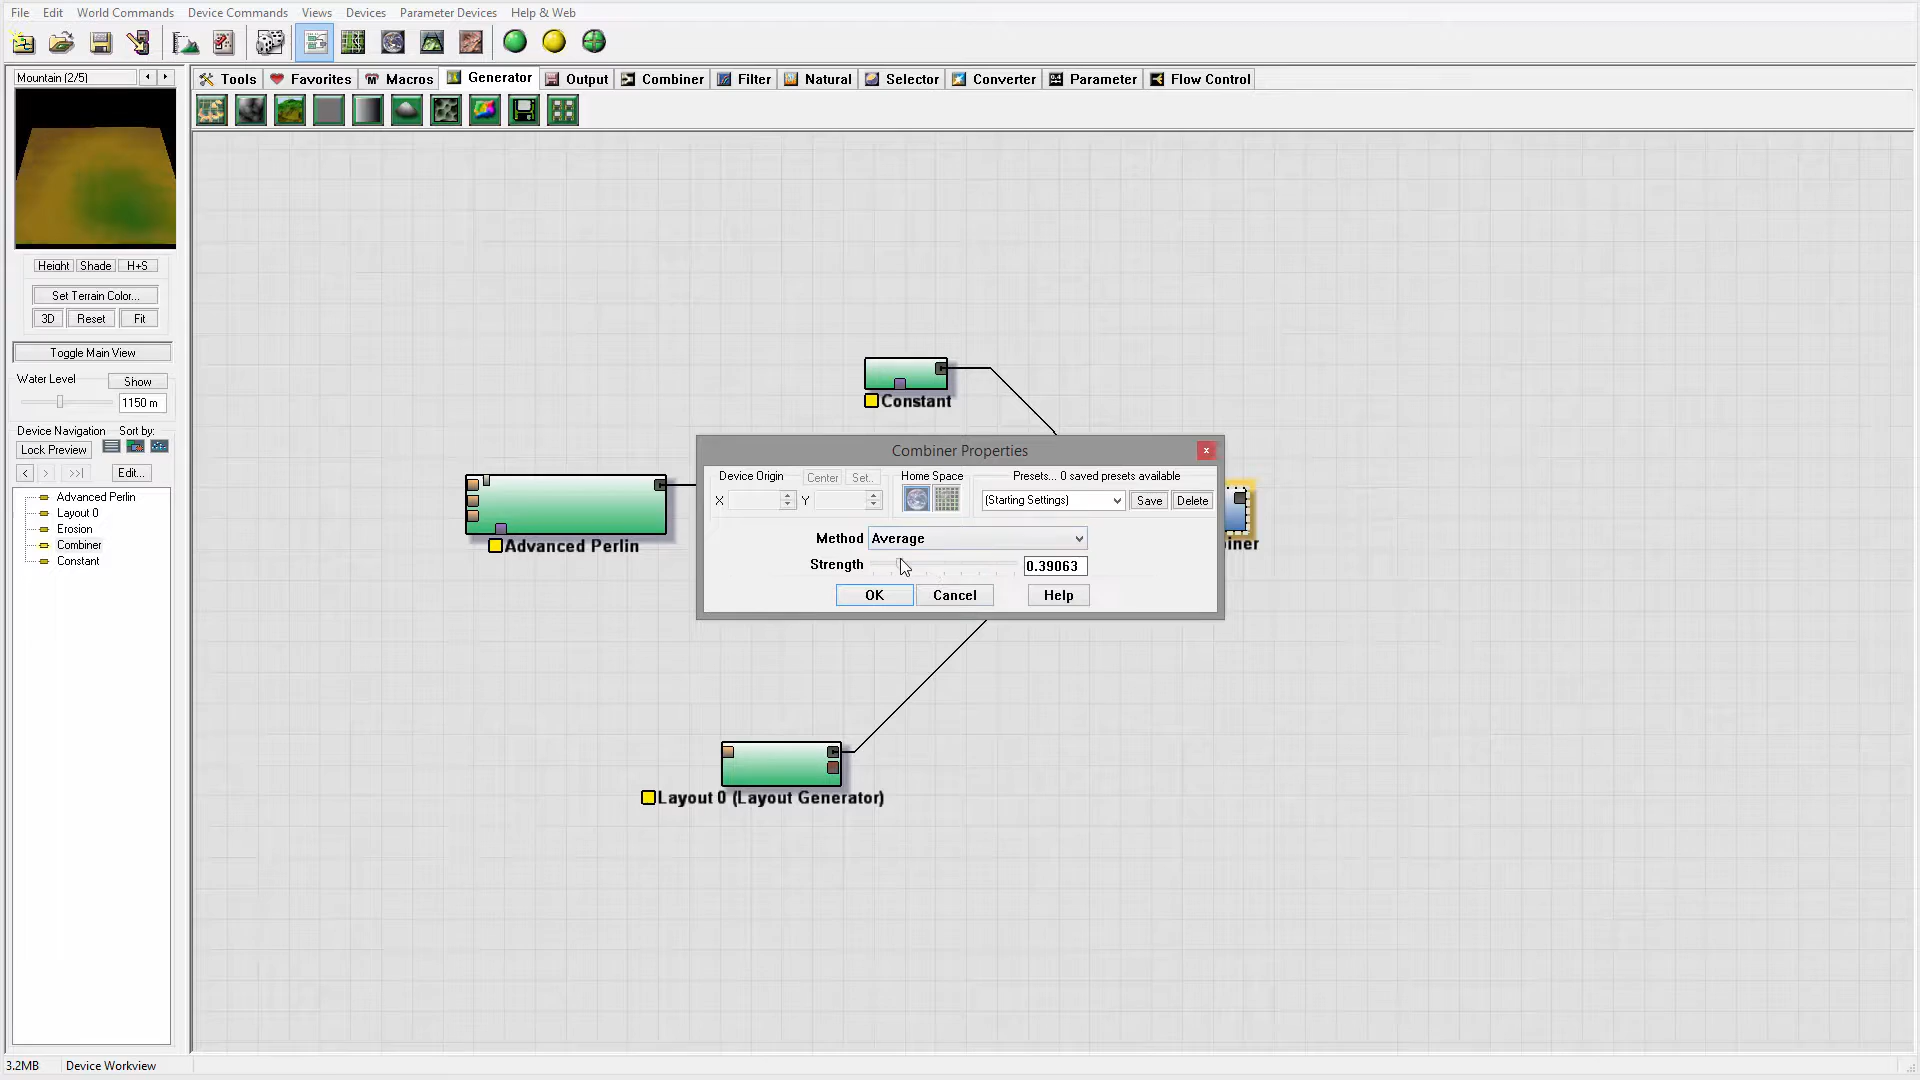 File Edit World Commands Device Commands Views Devices Parameter Devices Help & Web
Mountain (2/5)
Tools Favorites Macros Generator Output Combiner Filter Natural Selector Converter Parameter Flow Control
Height Shade H+S
Set Terrain Color...
3D Reset Fit
Toggle Main View
Water Level Show
1150 m
Device Navigation Sort by:
Lock Preview
< > >>| Edit...
Advanced Perlin
Layout 0
Erosion
Combiner
Constant
Constant
Advanced Perlin
Layout 0 (Layout Generator)
iner
Combiner Properties
Device Origin Center Set.. Home Space Presets... 0 saved presets available
X Y (Starting Settings) Save Delete
Method Average
Strength 0.39063
OK Cancel Help
3.2MB Device Workview